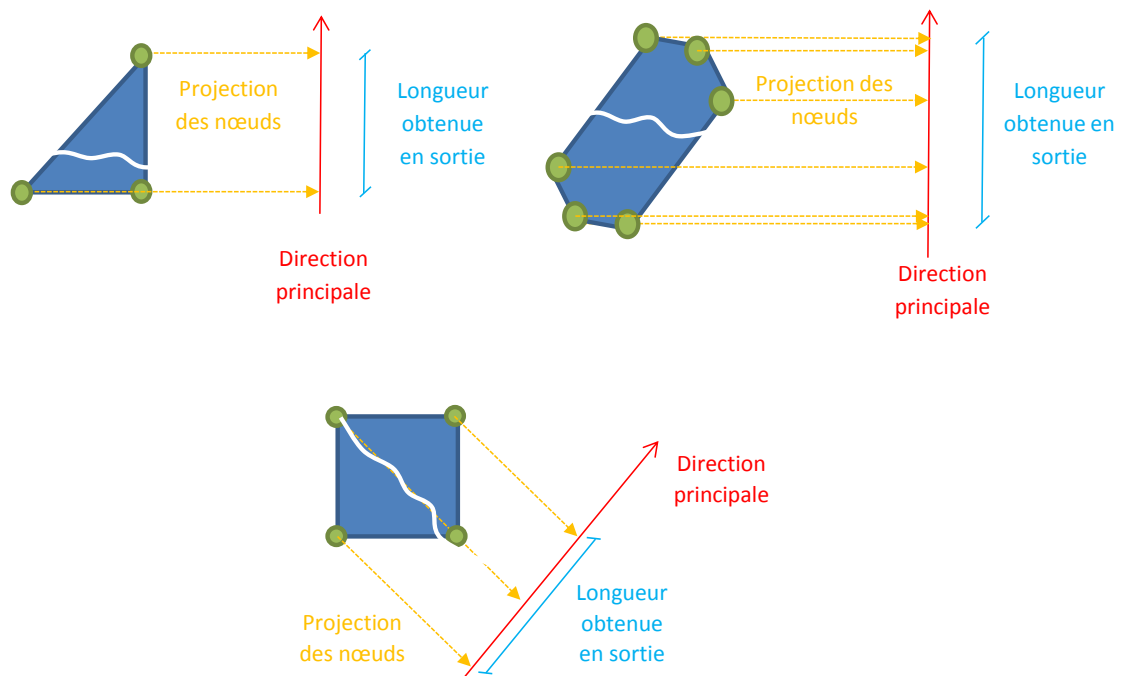 Projection
des nœuds
Longueur
obtenue
en sortie
Direction
principale
Projection des
nœuds
Longueur
obtenue en
sortie
Direction
principale
Direction
principale
Longueur
obtenue
en sortie
Projection
des nœuds